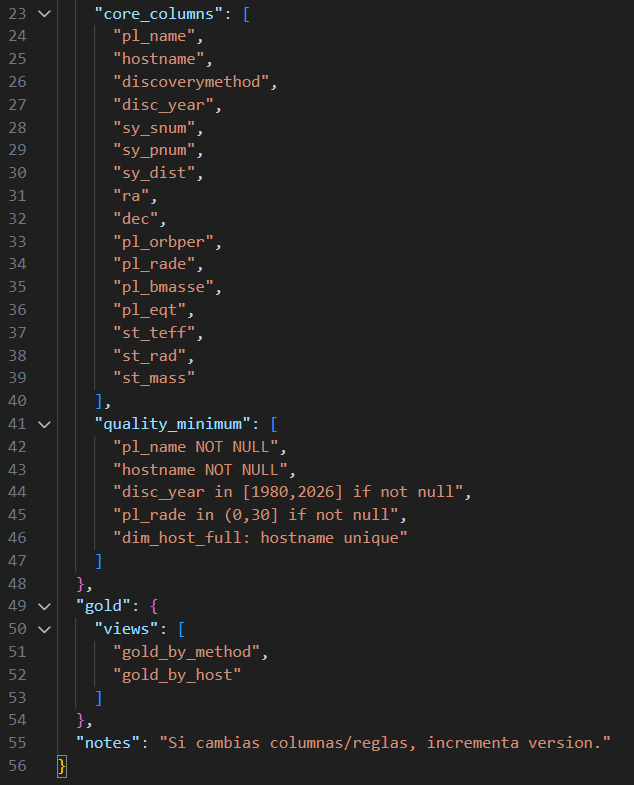 23 "core_columns": [
24 "pl_name",
25 "hostname",
26 "discoverymethod",
27 "disc_year",
28 "sy_snum",
29 "sy_pnum",
30 "sy_dist",
31 "ra",
32 "dec",
33 "pl_orbper",
34 "pl_rade",
35 "pl_bmasse",
36 "pl_eqt",
37 "st_teff",
38 "st_rad",
39 "st_mass"
40 ],
41 "quality_minimum": [
42 "pl_name NOT NULL",
43 "hostname NOT NULL",
44 "disc_year in [1980,2026] if not null",
45 "pl_rade in (0,30] if not null",
46 "dim_host_full: hostname unique"
47 ]
48 },
49 "gold": {
50 "views": [
51 "gold_by_method",
52 "gold_by_host"
53 ]
54 },
55 "notes": "Si cambias columnas/reglas, incrementa version."
56 }